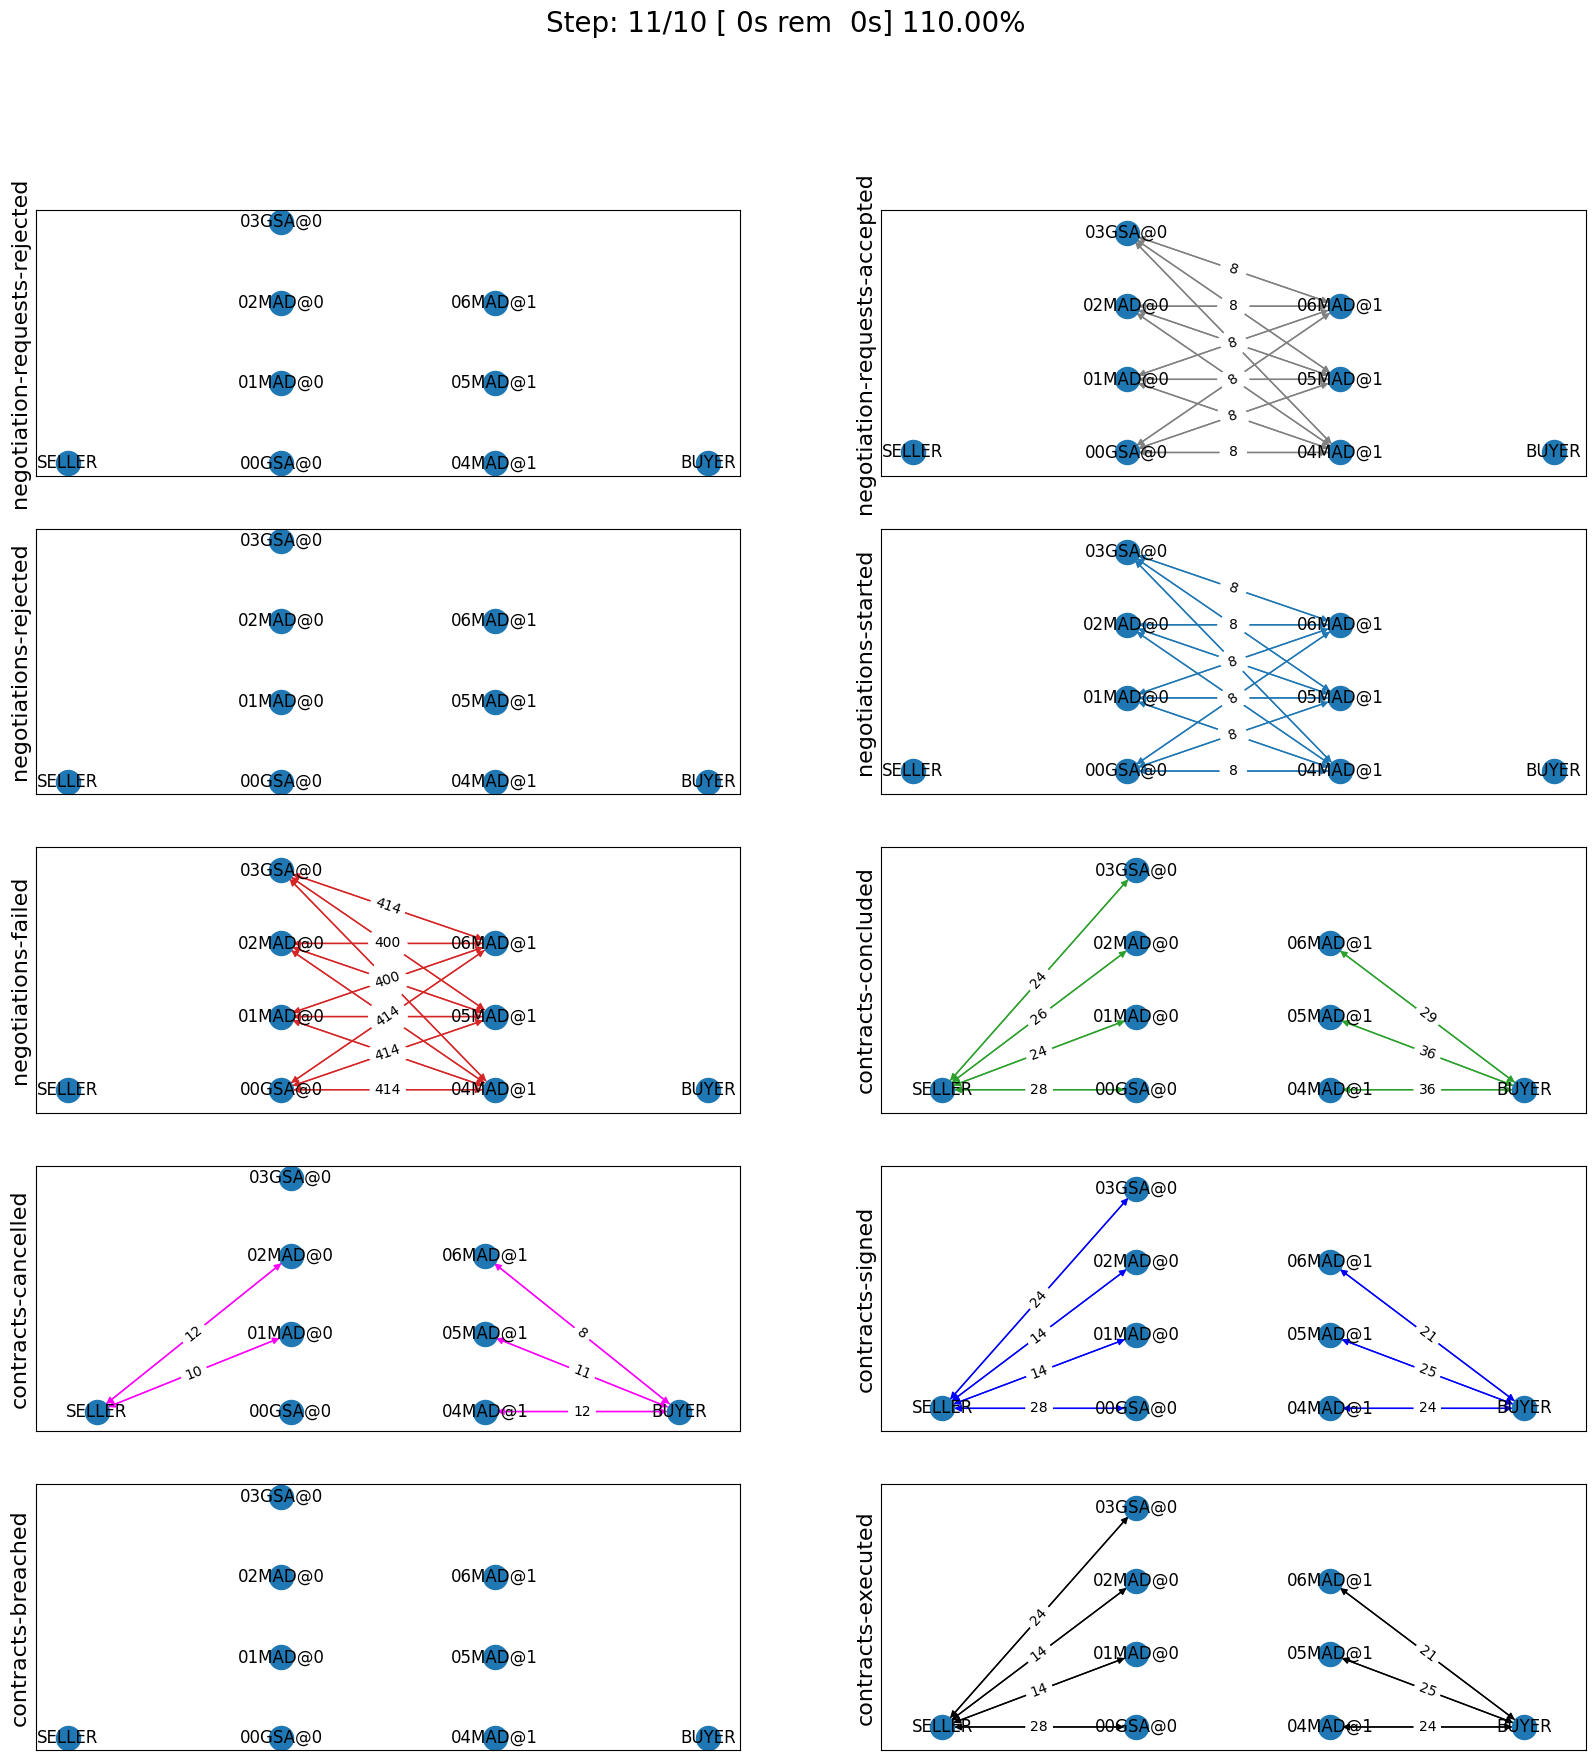 Step: 11/10 [ 0s rem  0s] 110.00%
negotiation-requests-rejected
03GSA@0
02MAD@0
06MAD@1
01MAD@0
05MAD@1
SELLER
00GSA@0
04MAD@1
BUYER
negotiation-requests-accepted
03GSA@0
8
02MAD@0
8
06MAD@1
8
01MAD@0
8
05MAD@1
8
SELLER
00GSA@0
8
04MAD@1
BUYER
negotiations-rejected
03GSA@0
02MAD@0
06MAD@1
01MAD@0
05MAD@1
SELLER
00GSA@0
04MAD@1
BUYER
negotiations-started
03GSA@0
8
02MAD@0
8
06MAD@1
8
01MAD@0
8
05MAD@1
8
SELLER
00GSA@0
8
04MAD@1
BUYER
negotiations-failed
03GSA@0
414
02MAD@0
400
06MAD@1
400
01MAD@0
414
05MAD@1
414
SELLER
00GSA@0
414
04MAD@1
BUYER
contracts-concluded
03GSA@0
02MAD@0
06MAD@1
24
26
01MAD@0
05MAD@1
29
24
36
SELLER
28
00GSA@0
04MAD@1
36
BUYER
contracts-cancelled
03GSA@0
02MAD@0
06MAD@1
12
01MAD@0
05MAD@1
8
10
11
SELLER
00GSA@0
04MAD@1
12
BUYER
contracts-signed
03GSA@0
02MAD@0
06MAD@1
24
14
01MAD@0
05MAD@1
21
14
25
SELLER
28
00GSA@0
04MAD@1
24
BUYER
contracts-breached
03GSA@0
02MAD@0
06MAD@1
01MAD@0
05MAD@1
SELLER
00GSA@0
04MAD@1
BUYER
contracts-executed
03GSA@0
02MAD@0
06MAD@1
24
14
01MAD@0
05MAD@1
21
14
25
SELLER
28
00GSA@0
04MAD@1
24
BUYER